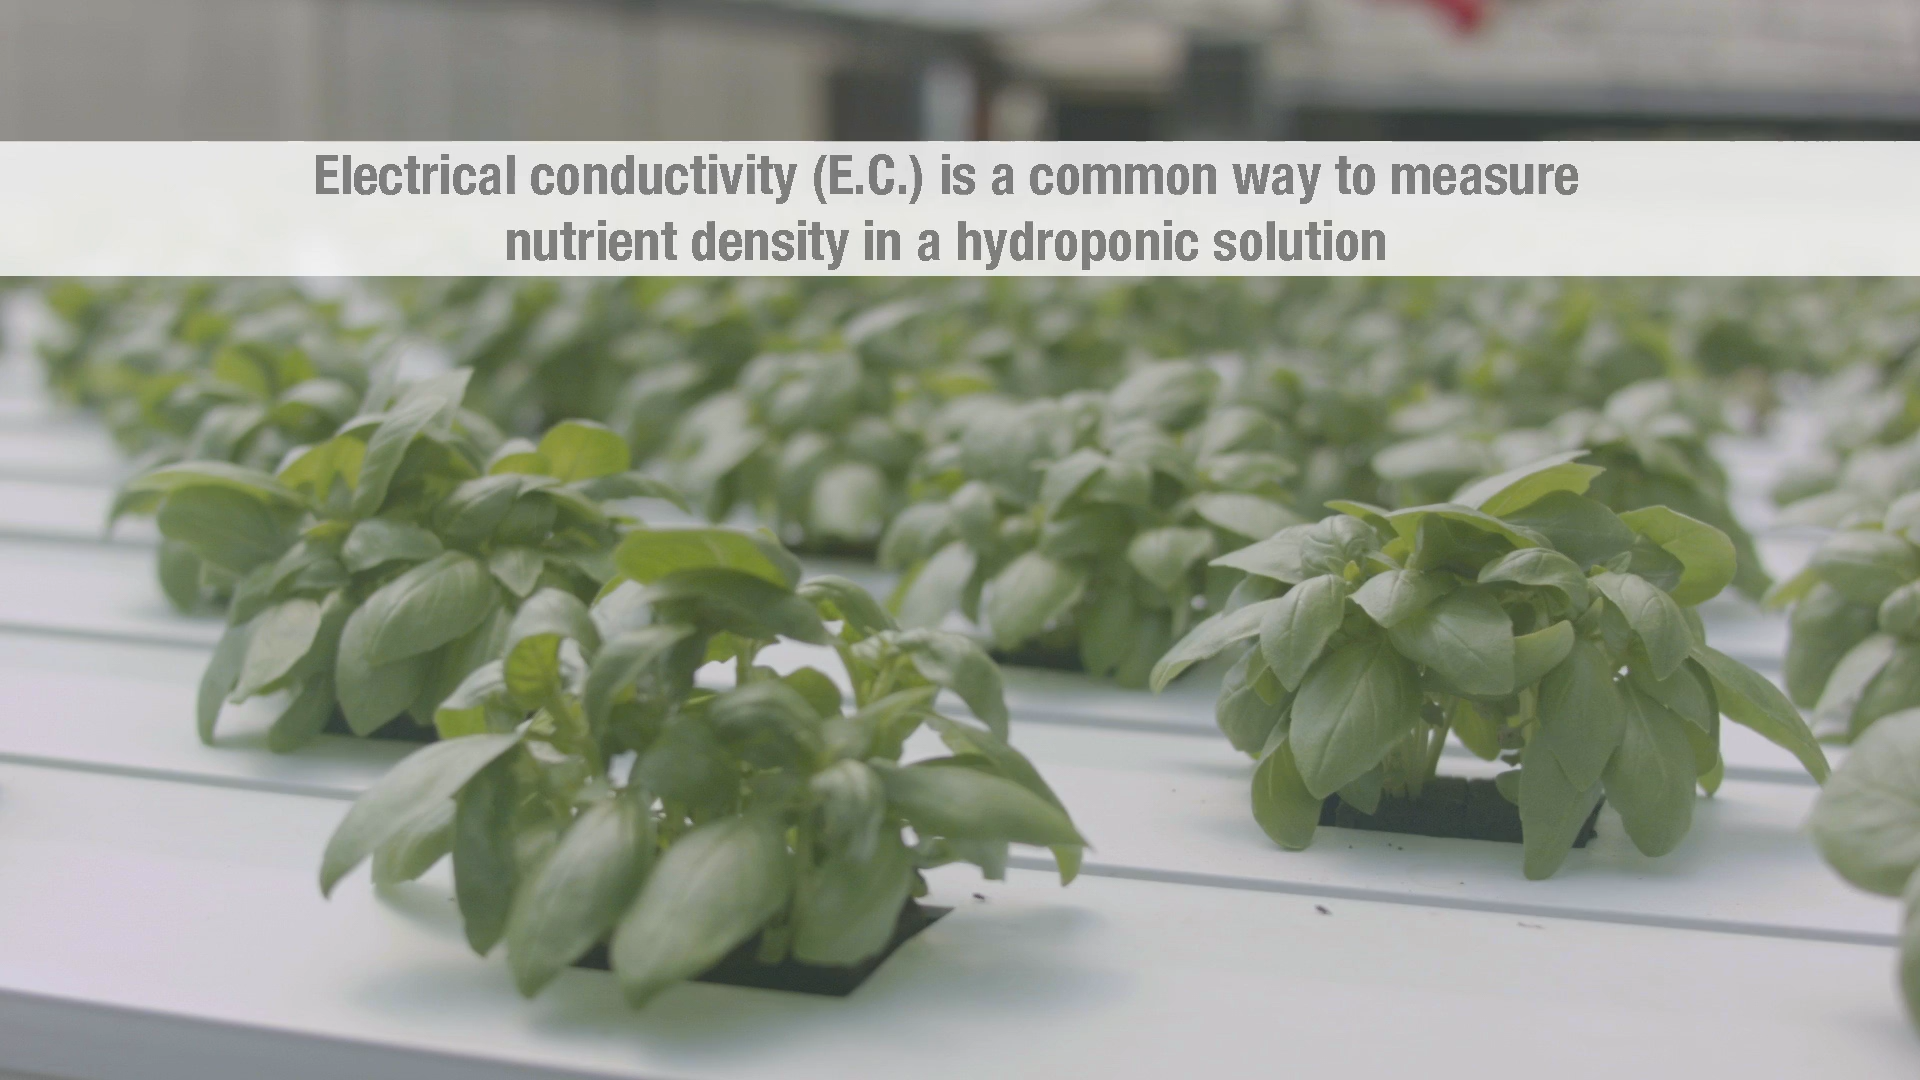 Electrical conductivity (E.C.) is a common way to measure
nutrient density in a hydroponic solution